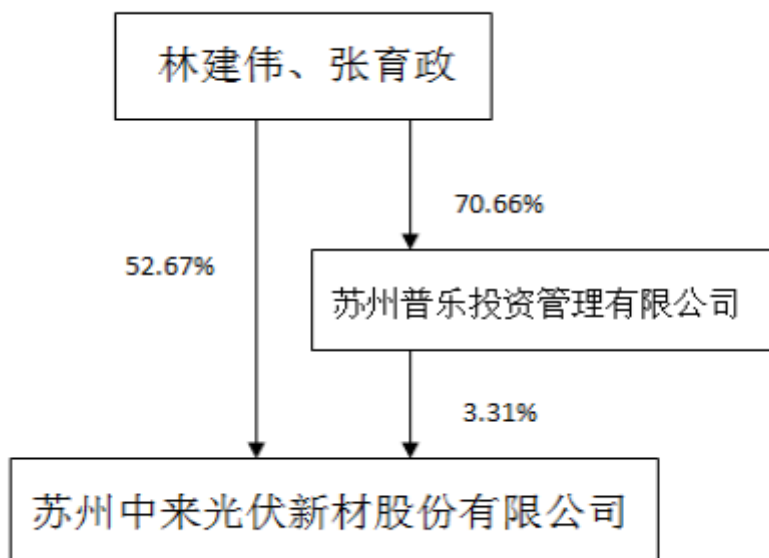 林建伟、张育政
70.66%
52.67%
苏州普乐投资管理有限公司
3.31%
苏州中来光伏新材股份有限公司